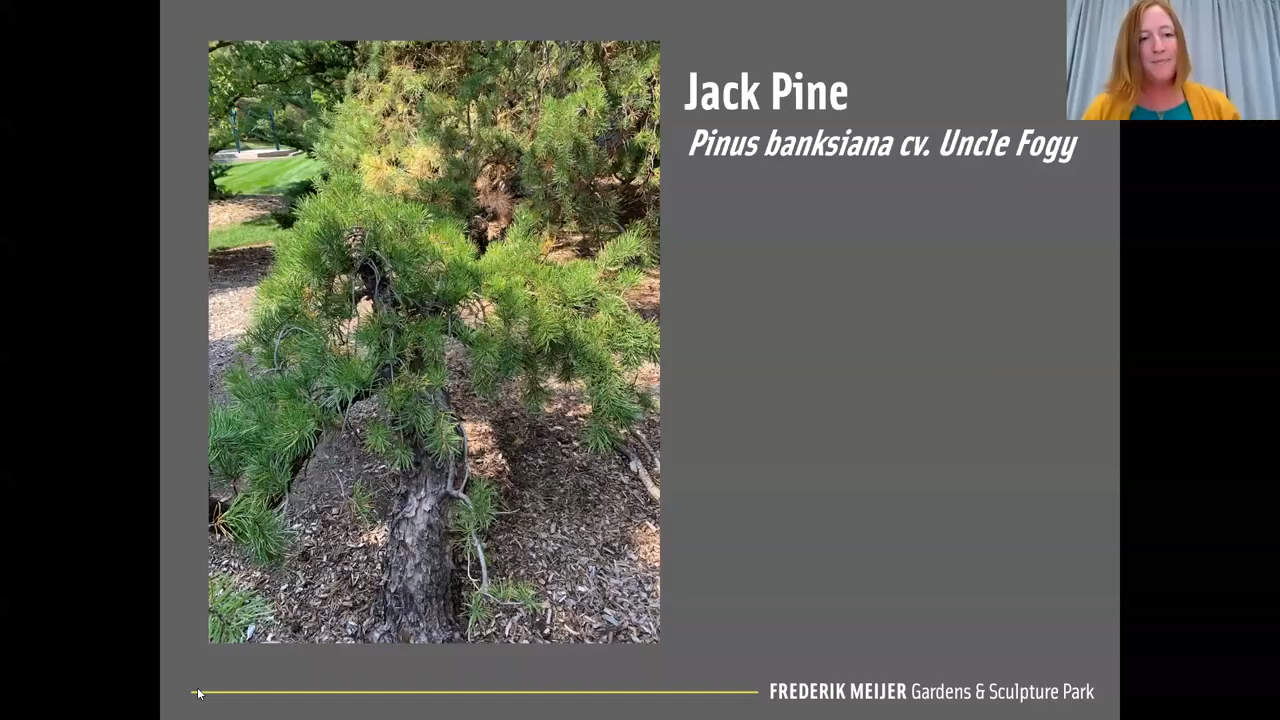 Jack Pine
Pinus banksiana cv. Uncle Fogy
FREDERIK MEIJER Gardens & Sculpture Park